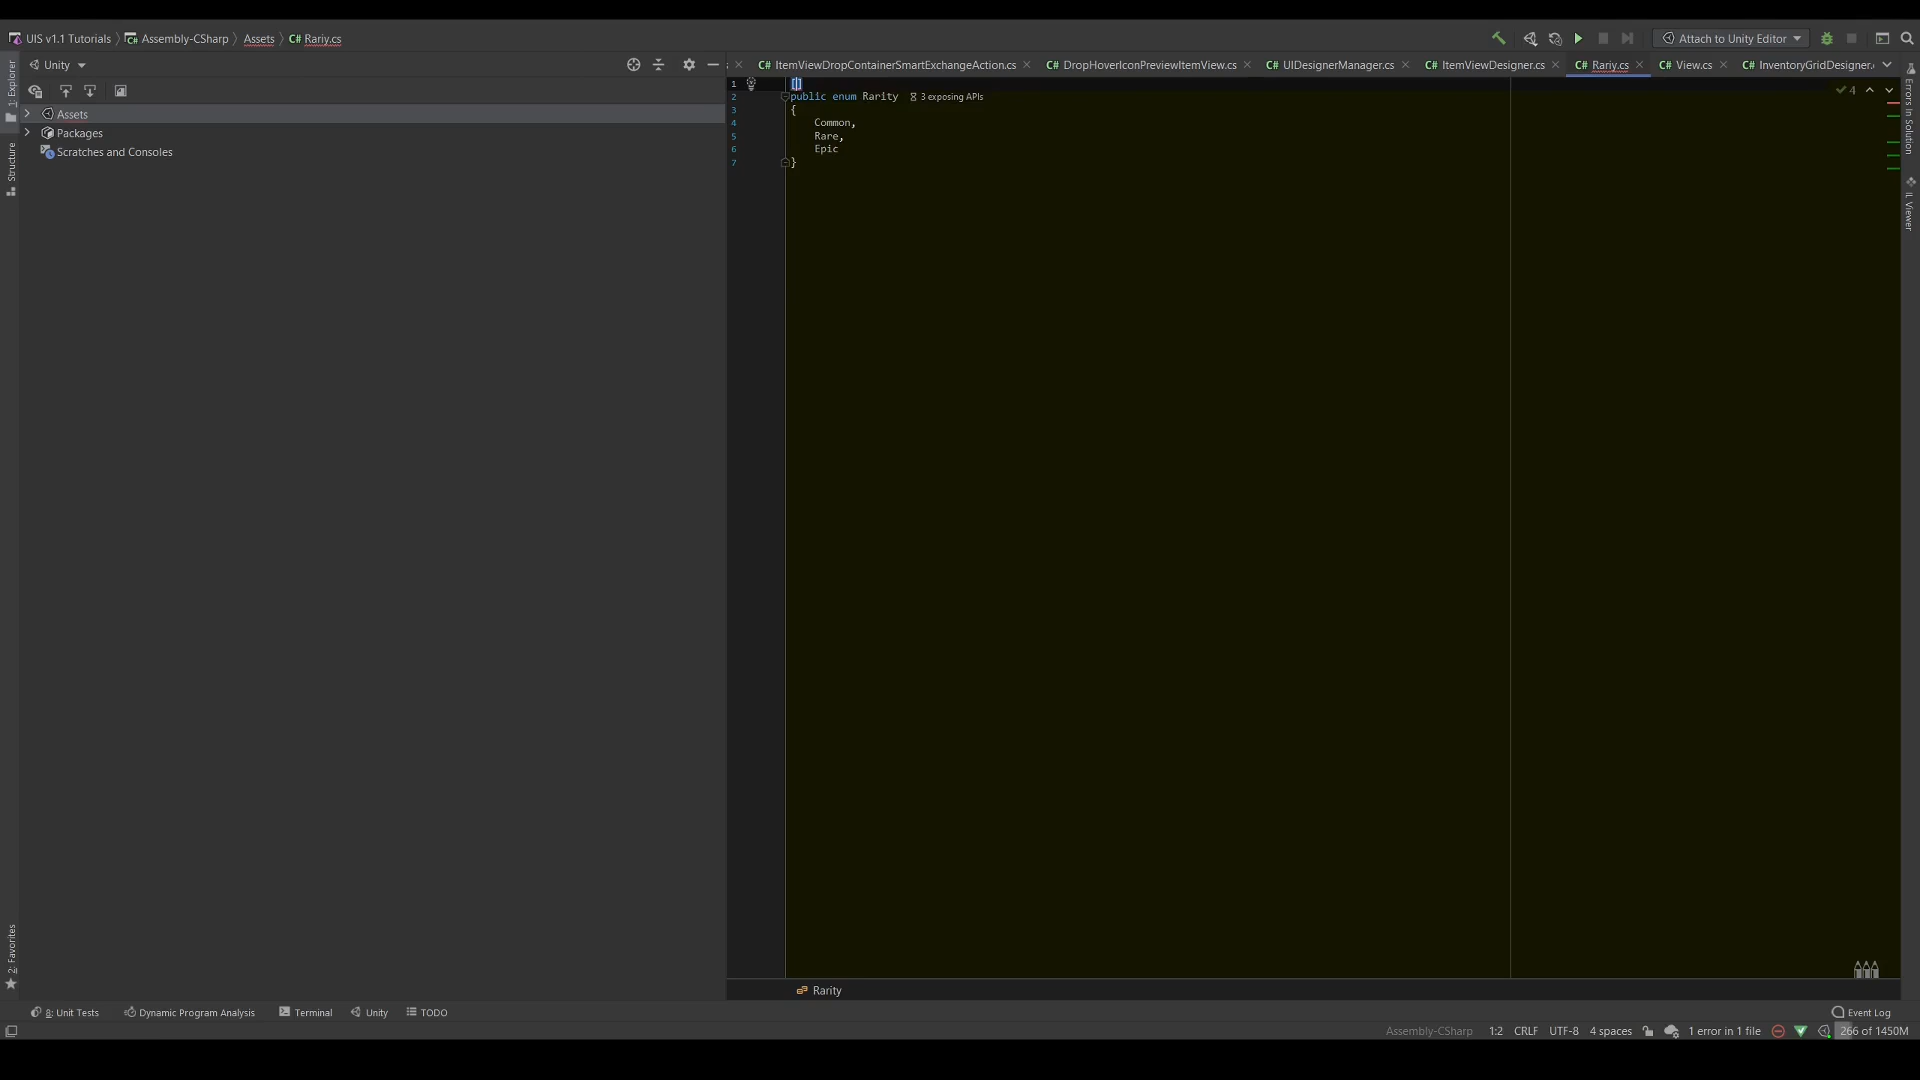 UIS v1.1 Tutorials Assembly-CSharp Assets C# Rariy.cs
Attach to Unity Editor
1: Explorer
Unity
C# ItemViewDropContainerSmartExchangeAction.cs C# DropHoverIconPreviewItemView.cs C# UIDesignerManager.cs C# ItemViewDesigner.cs C# Rariy.cs C# View.cs C# InventoryGridDesigner.
Assets
Packages
Scratches and Consoles
Structure
1 []
2 public enum Rarity 3 exposing APIs
3 {
4 Common,
5 Rare,
6 Epic
7 }
4
Errors In Solution
IL Viewer
2: Favorites
Rarity
8: Unit Tests Dynamic Program Analysis Terminal Unity TODO
Event Log
Assembly-CSharp 1:2 CRLF UTF-8 4 spaces 1 error in 1 file 266 of 1450M